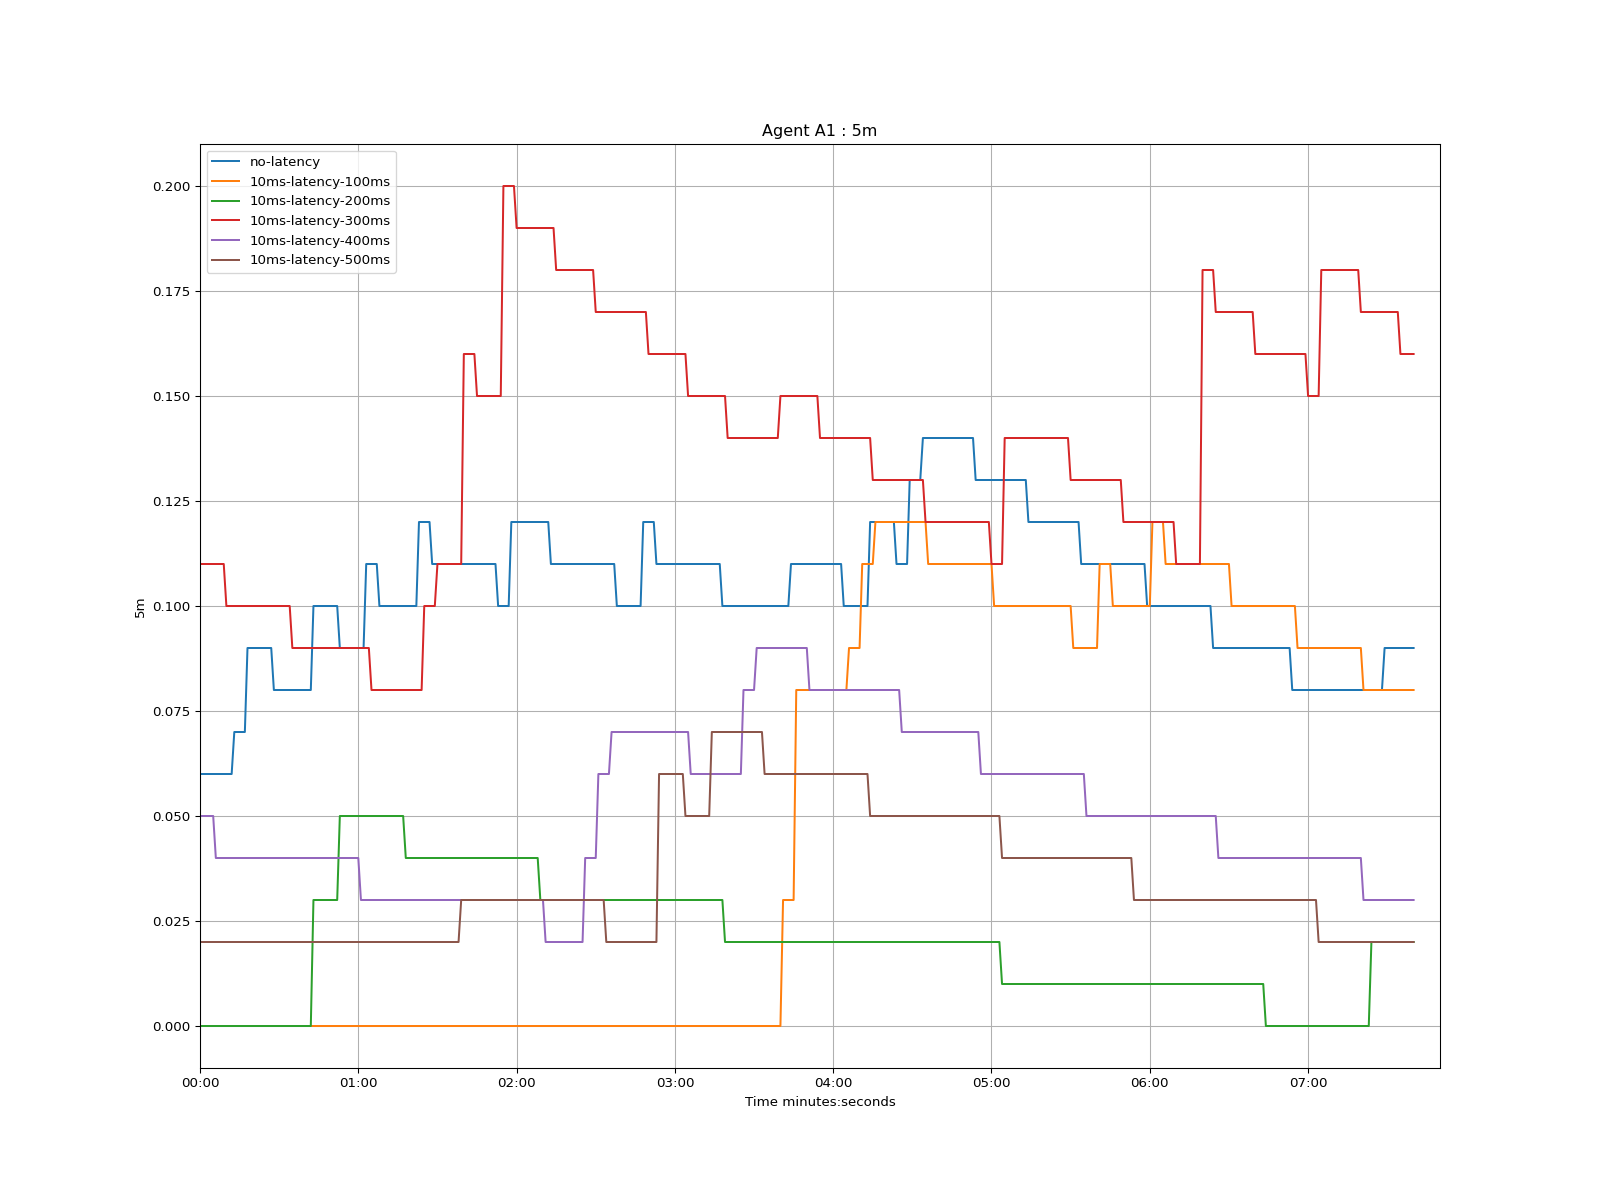 Agent A1 : 5m
no-latency
10ms-latency-100ms
10ms-latency-200ms
10ms-latency-300ms
10ms-latency-400ms
10ms-latency-500ms
0.200
0.175
0.150
0.125
0.100
0.075
0.050
0.025
0.000
5m
00:00 01:00 02:00 03:00 04:00 05:00 06:00 07:00
Time minutes:seconds